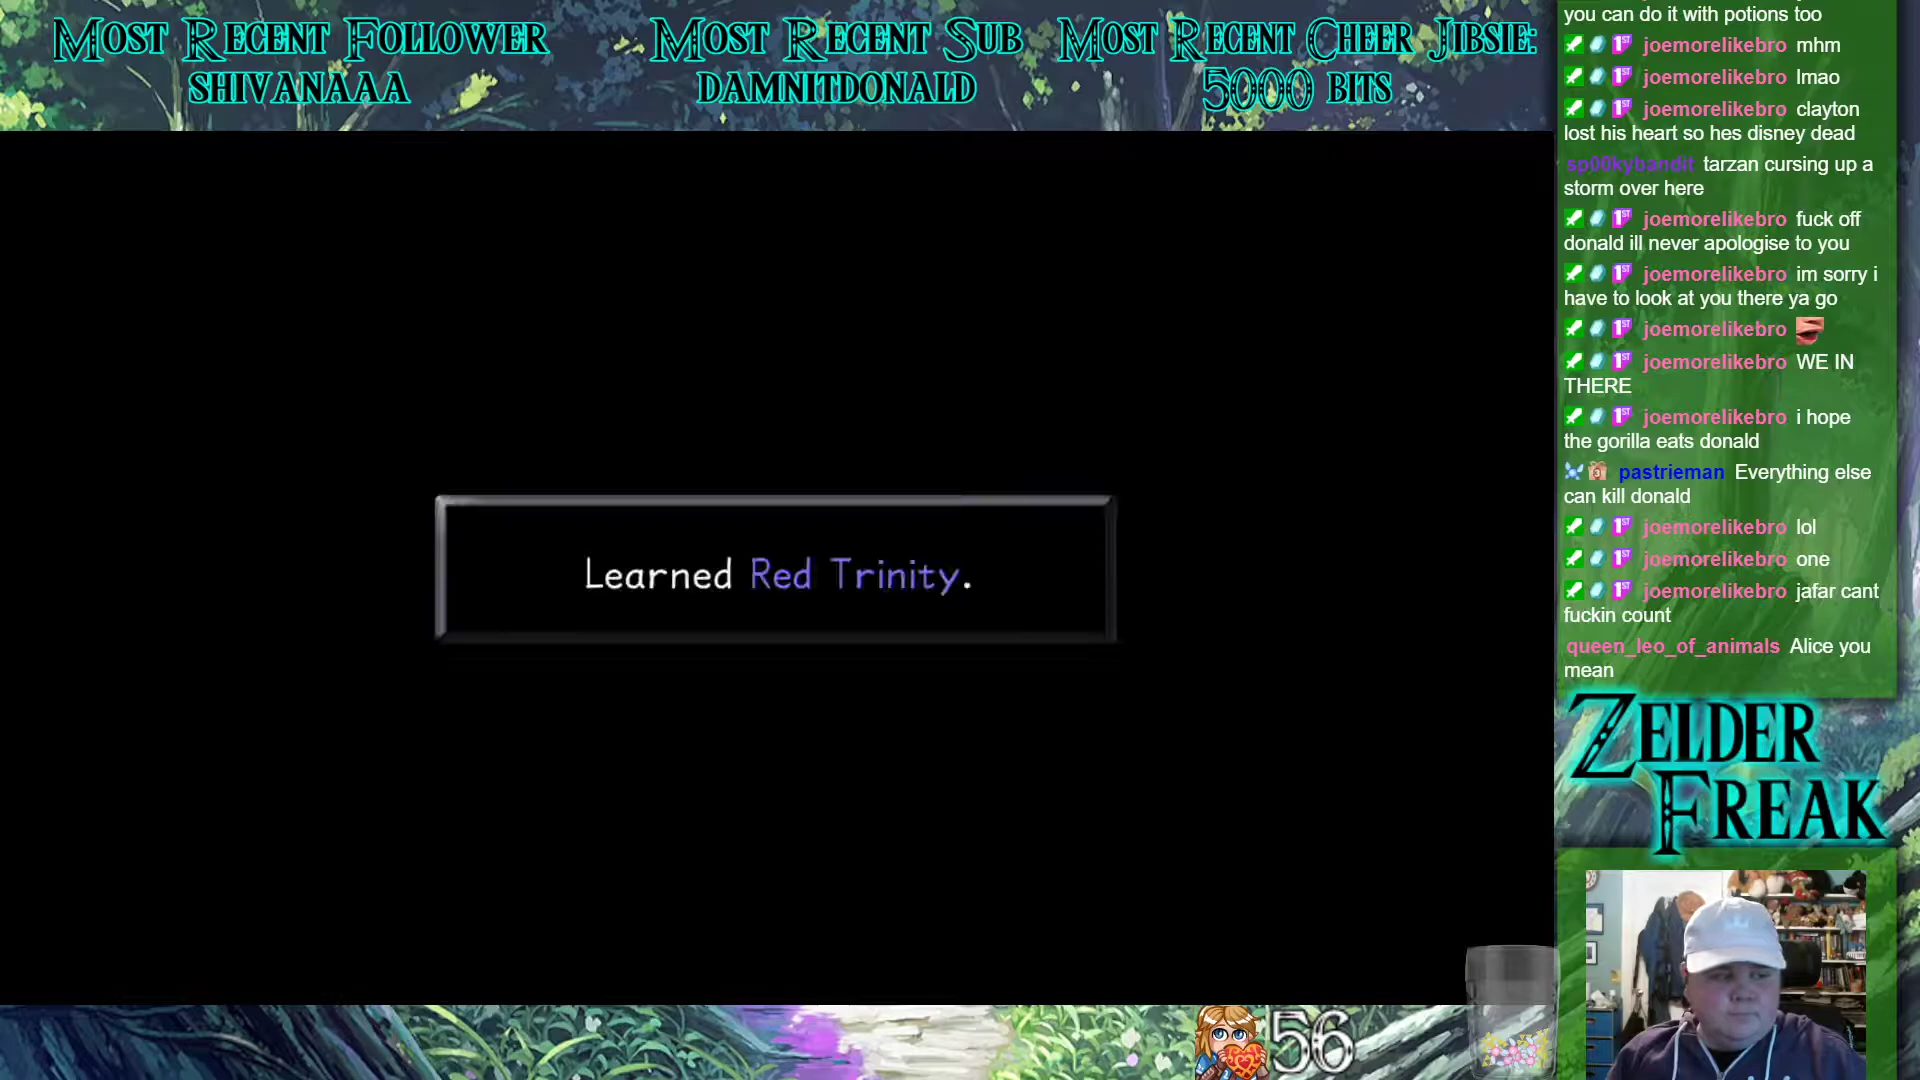 Most Recent Follower
shivanaaa
Most Recent Sub
damnitdonald
Most Recent Cheer Jibsie:
5000 bits
you can do it with potions too
joemorelikebro mhm
joemorelikebro lmao
joemorelikebro clayton
lost his heart so hes disney dead
sp00kybandit tarzan cursing up a
storm over here
joemorelikebro fuck off
donald ill never apologise to you
joemorelikebro im sorry i
have to look at you there ya go
joemorelikebro
joemorelikebro WE IN
THERE
joemorelikebro i hope
the gorilla eats donald
pastrieman Everything else
can kill donald
joemorelikebro lol
joemorelikebro one
joemorelikebro jafar cant
fuckin count
queen_leo_of_animals Alice you
mean
Learned Red Trinity.
Zelder
Freak
56